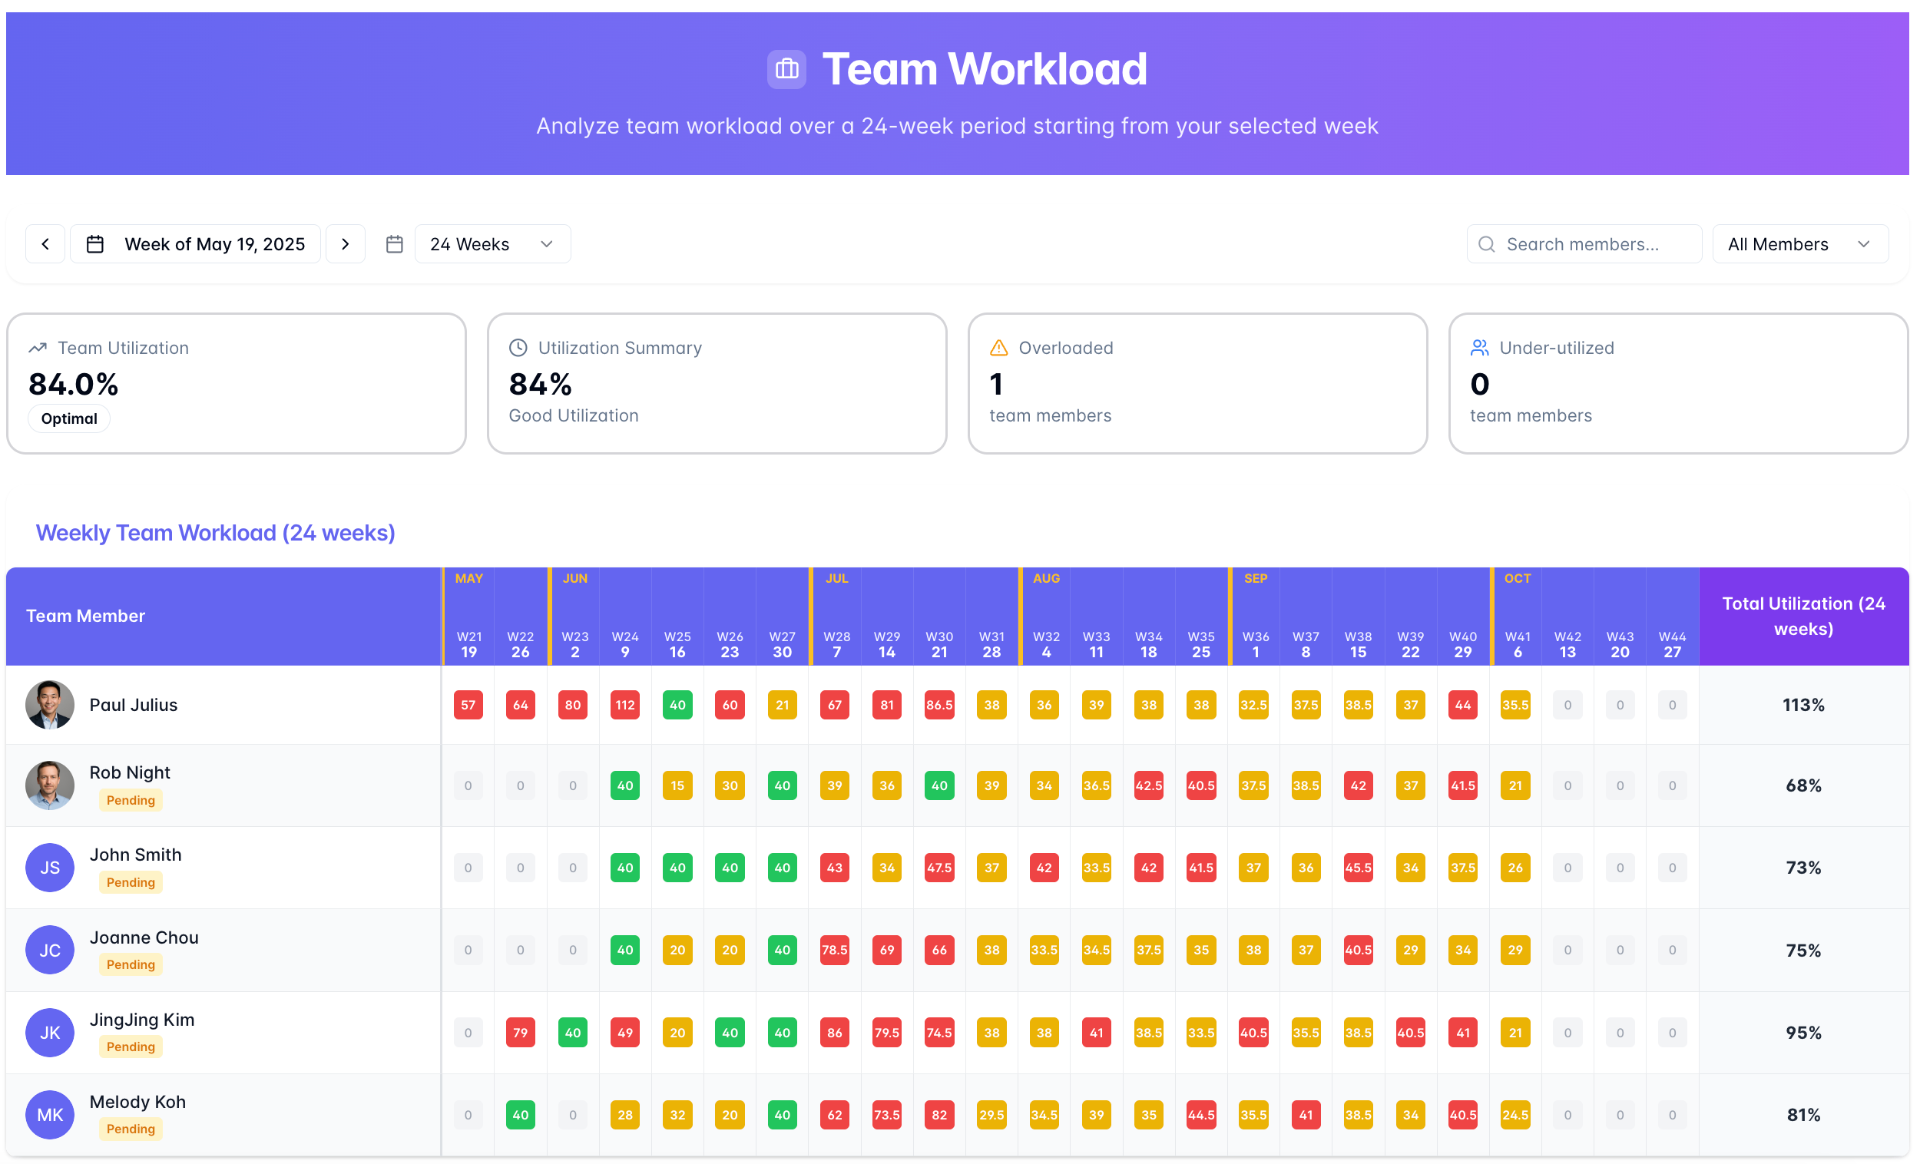 Team Workload
Analyze team workload over a 24-week period starting from your selected week
Week of May 19, 2025
24 Weeks
Search members...
All Members
Team Utilization
84.0%
Optimal
Utilization Summary
84%
Good Utilization
Overloaded
1
team members
Under-utilized
0
team members
Weekly Team Workload (24 weeks)
MAY JUN JUL AUG SEP OCT
Team Member
Total Utilization (24
weeks)
W21 W22 W23 W24 W25 W26 W27 W28 W29 W30 W31 W32 W33 W34 W35 W36 W37 W38 W39 W40 W41 W42 W43 W44
19 26 2 9 16 23 30 7 14 21 28 4 11 18 25 1 8 15 22 29 6 13 20 27
Paul Julius 57 64 80 112 40 60 21 67 81 86.5 38 36 39 38 38 32.5 37.5 38.5 37 44 35.5 0 0 0 113%
Rob Night
Pending
0 0 0 40 15 30 40 39 36 40 39 34 36.5 42.5 40.5 37.5 38.5 42 37 41.5 21 0 0 0 68%
JS
John Smith
Pending
0 0 0 40 40 40 40 43 34 47.5 37 42 33.5 42 41.5 37 36 45.5 34 37.5 26 0 0 0 73%
JC
Joanne Chou
Pending
0 0 0 40 20 20 40 78.5 69 66 38 33.5 34.5 37.5 35 38 37 40.5 29 34 29 0 0 0 75%
JK
JingJing Kim
Pending
0 79 40 49 20 40 40 86 79.5 74.5 38 38 41 38.5 33.5 40.5 35.5 38.5 40.5 41 21 0 0 0 95%
MK
Melody Koh
Pending
0 40 0 28 32 20 40 62 73.5 82 29.5 34.5 39 35 44.5 35.5 41 38.5 34 40.5 24.5 0 0 0 81%